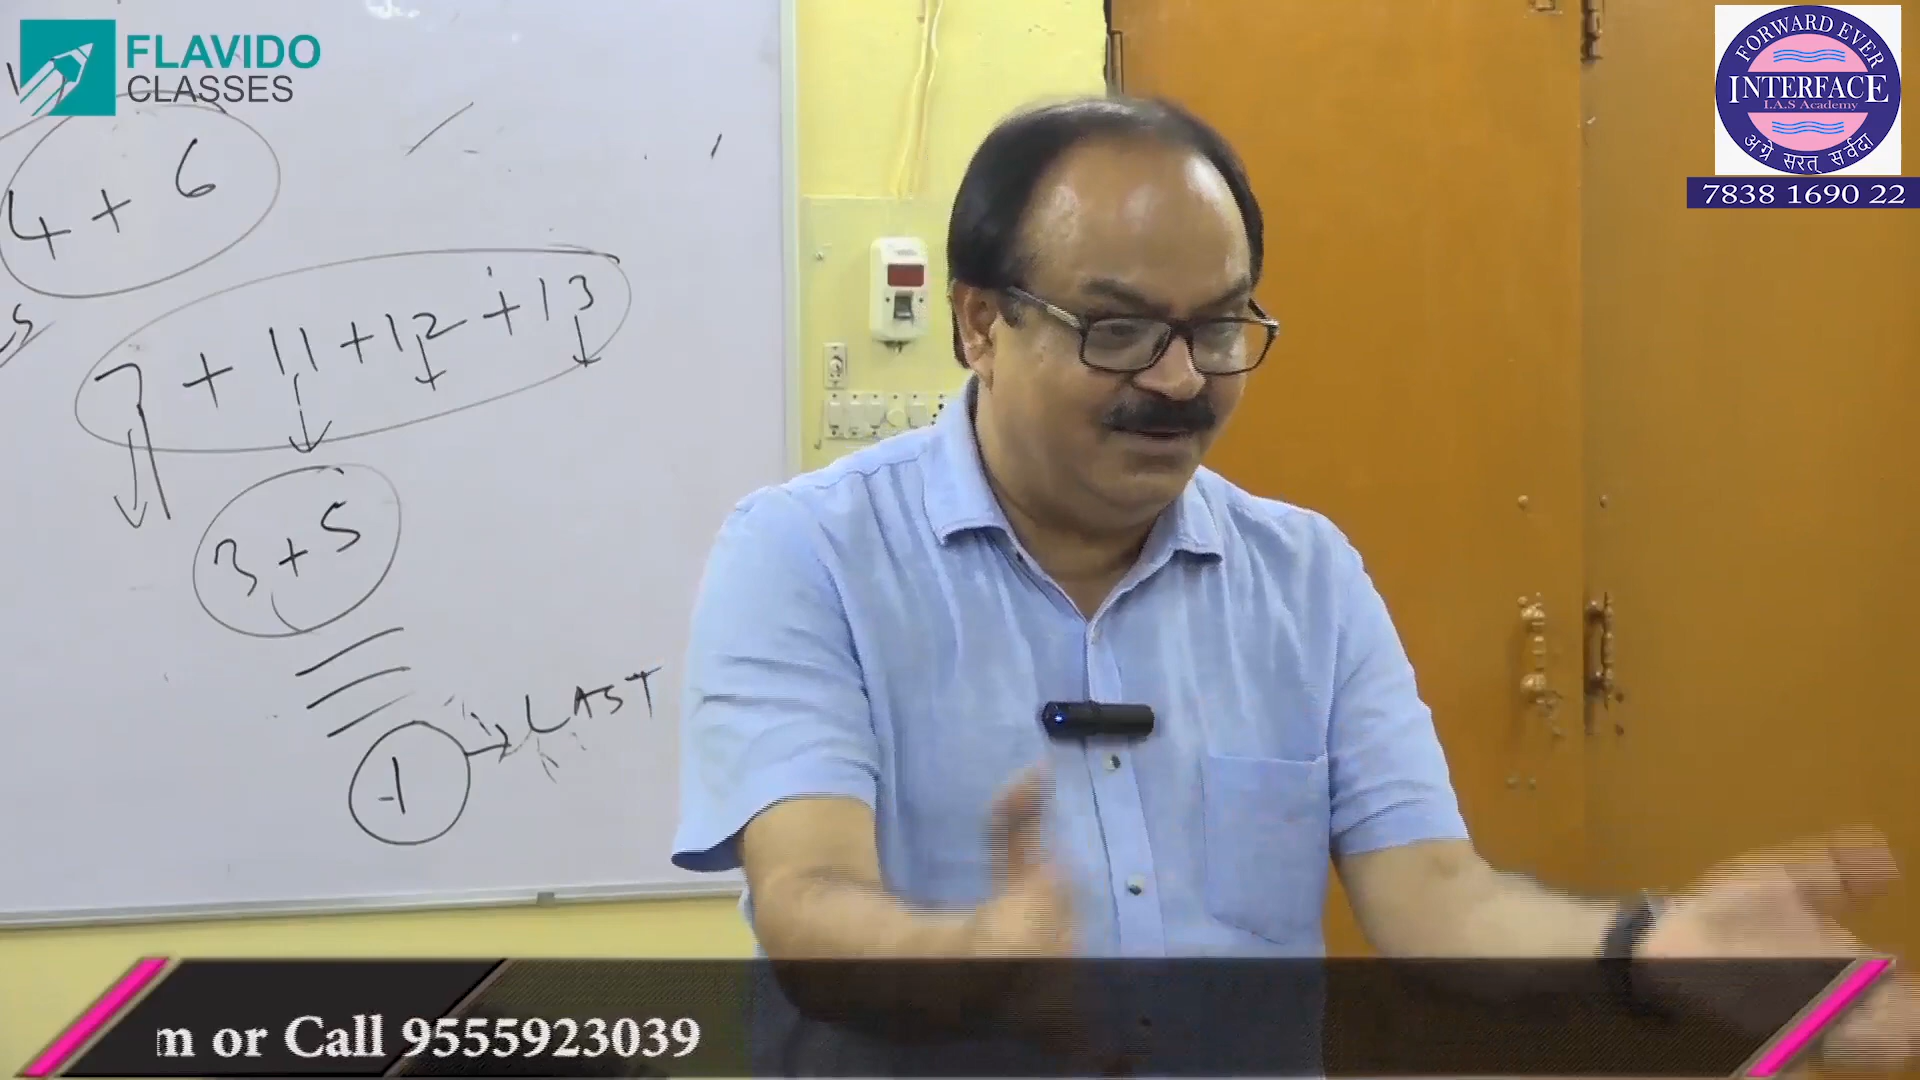 FLAVIDO
CLASSES
FORWARD EVER
INTERFACE
I.A.S Academy
अग्रे सरत् सर्वदा
7838 1690 22
4 + 6
7 + 11 + 12 + 13
3 + 5
1 → LAST
m or Call 9555923039